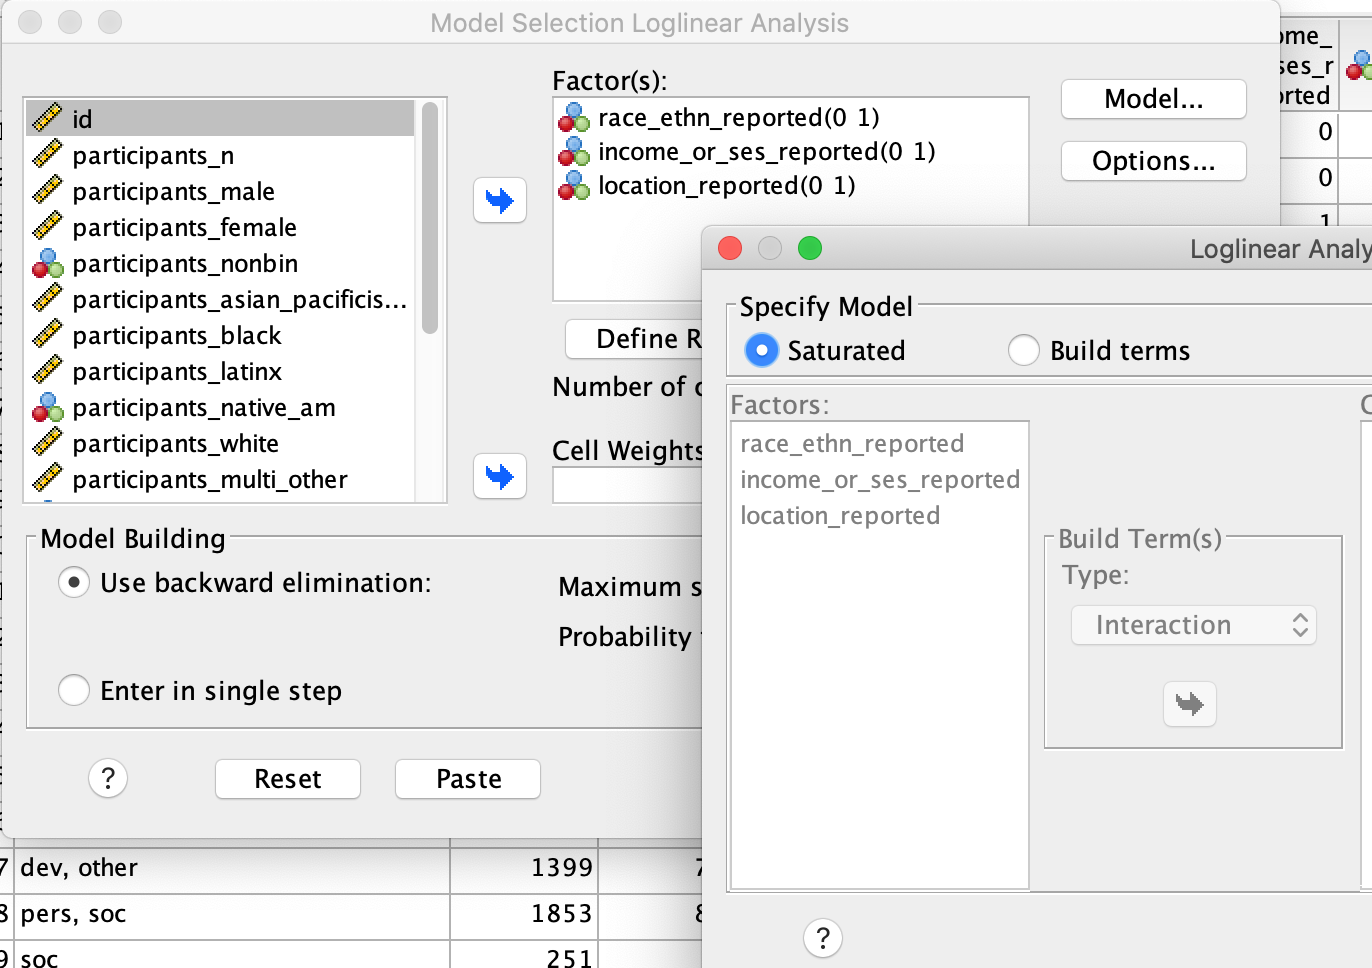 Model Selection Loglinear Analysis
Factor(s):
id
participants_n
participants_male
participants_female
participants_nonbin
participants_asian_pacificis...
participants_black
participants_latinx
participants_native_am
participants_white
participants_multi_other
race_ethn_reported(0 1)
income_or_ses_reported(0 1)
location_reported(0 1)
Model...
Options...
0
0
1
Define R
Number of
Cell Weights
Model Building
Use backward elimination:
Maximum
Probability
Enter in single step
?
Reset
Paste
Loglinear Analy
Specify Model
Saturated
Build terms
Factors:
race_ethn_reported
income_or_ses_reported
location_reported
Build Term(s)
Type:
Interaction
?
7 dev, other 1399 7
8 pers, soc 1853 8
9 soc 251